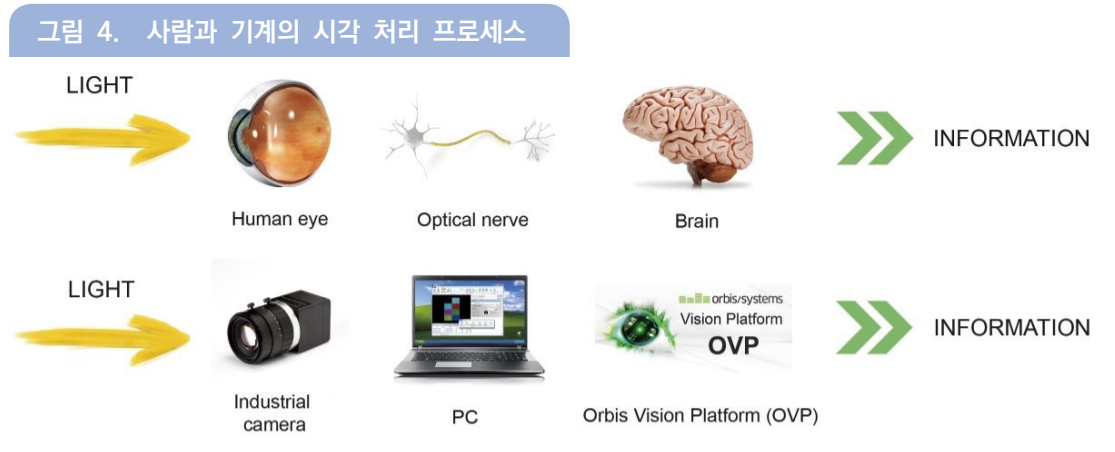 그림 4. 사람과 기계의 시각 처리 프로세스
LIGHT
INFORMATION
Human eye
Optical nerve
Brain
LIGHT
orbis/systems
Vision Platform
OVP
INFORMATION
Industrial
camera
PC
Orbis Vision Platform (OVP)